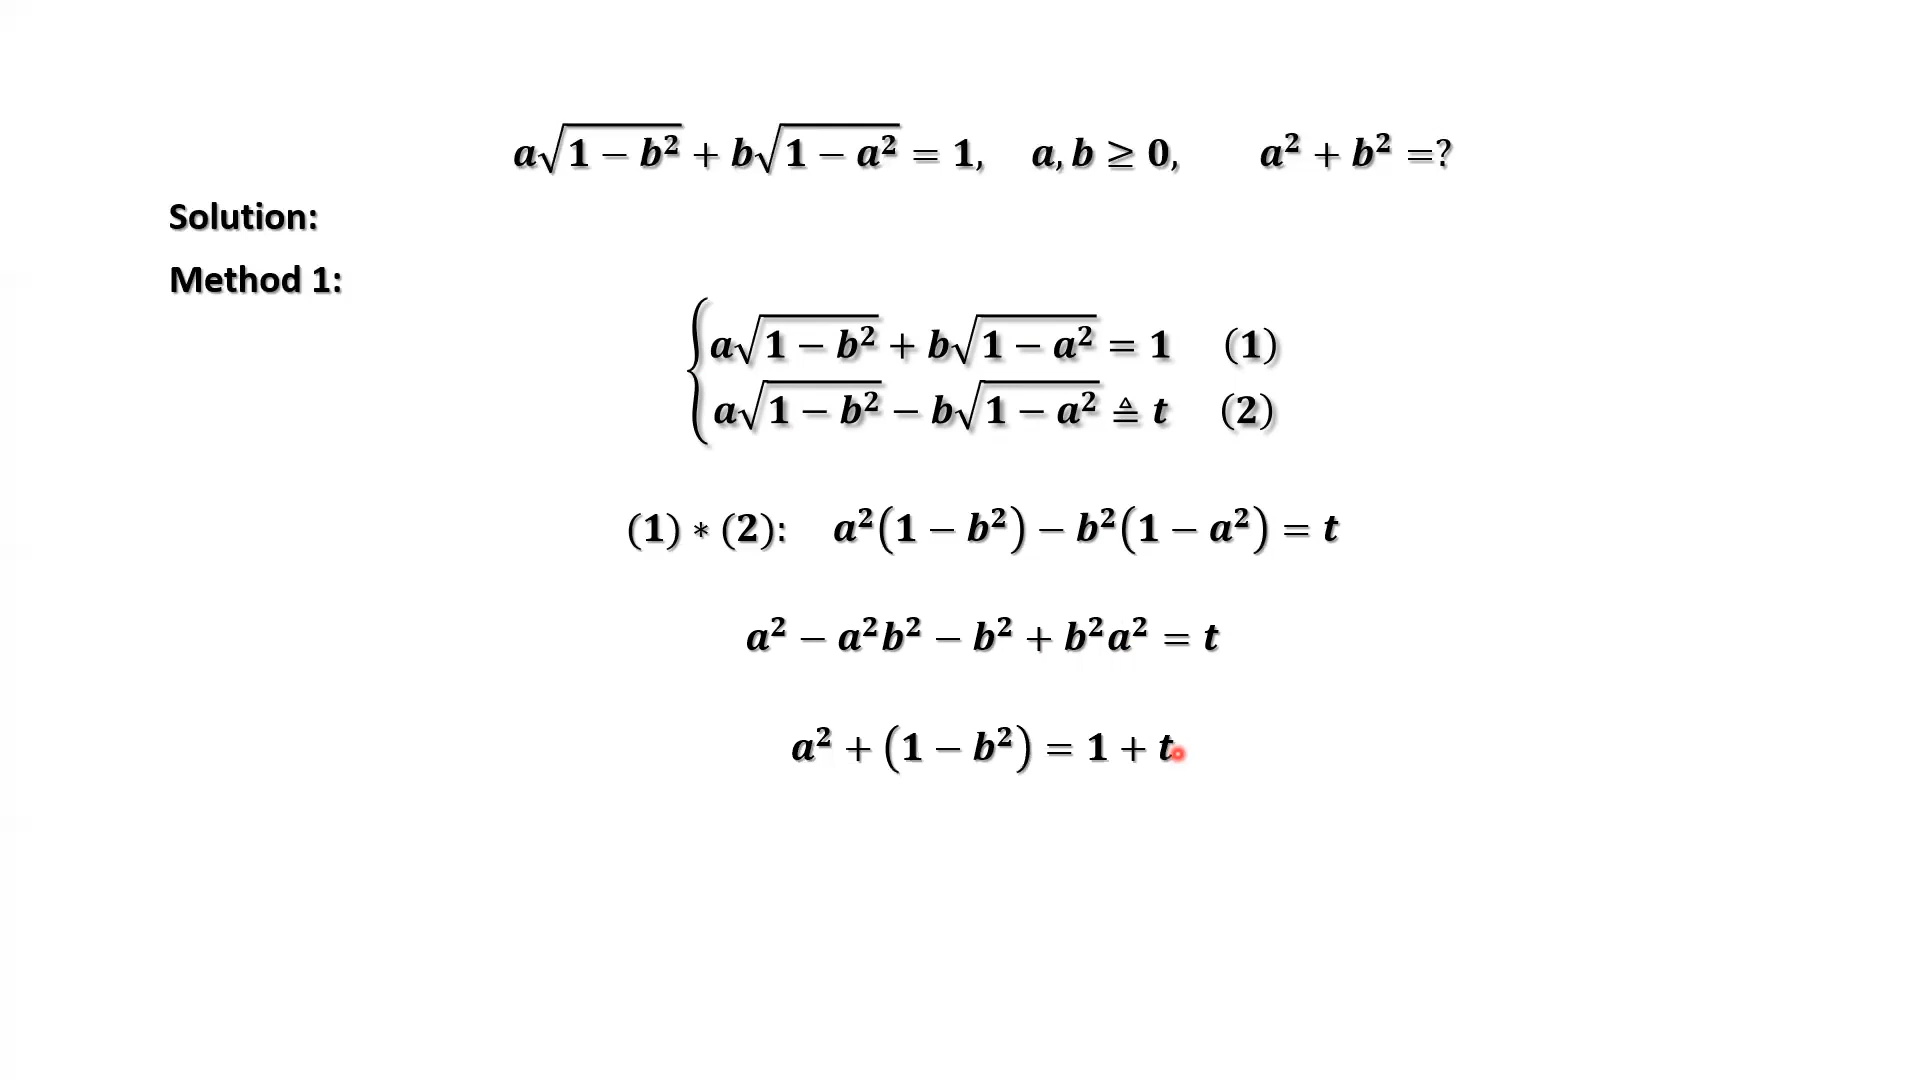 a√(1 − b²) + b√(1 − a²) = 1, a, b ≥ 0, a² + b² =?
Solution:
Method 1:
a√(1 − b²) + b√(1 − a²) = 1 (1)
a√(1 − b²) − b√(1 − a²) ≜ t (2)
(1) ∗ (2): a²(1 − b²) − b²(1 − a²) = t
a² − a²b² − b² + b²a² = t
a² + (1 − b²) = 1 + t